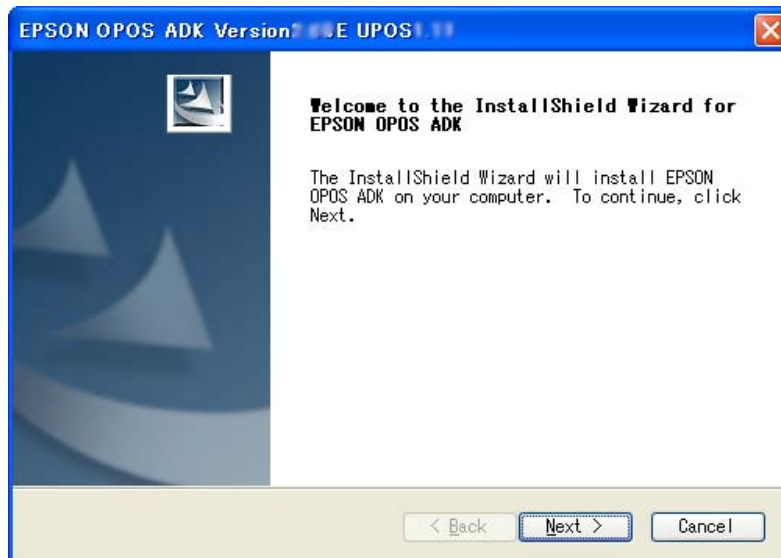 EPSON OPOS ADK Version E UPOS
Welcome to the InstallShield Wizard for
EPSON OPOS ADK
The InstallShield Wizard will install EPSON
OPOS ADK on your computer. To continue, click
Next.
< Back Next > Cancel